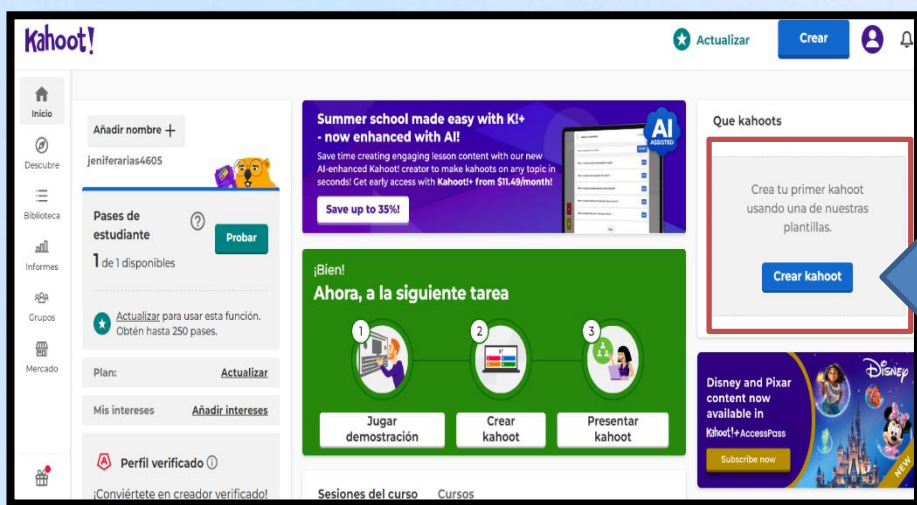 Kahoot!
Actualizar
Crear
Inicio
Descubre
Biblioteca
Informes
Grupos
Mercado
Añadir nombre +
jeniferarias4605
Pases de
estudiante
?
Probar
1 de 1 disponibles
Actualizar para usar esta función.
Obtén hasta 250 pases.
Plan:
Actualizar
Mis intereses
Añadir intereses
Perfil verificado
¡Conviértete en creador verificado!
Summer school made easy with K!+
- now enhanced with AI!
Save time creating engaging lesson content with our new
AI-enhanced Kahoot! creator to make kahoots on any topic in
seconds! Get early access with Kahoot!+ from $11.49/month!
Save up to 35%!
AI
ASSISTED
¡Bien!
Ahora, a la siguiente tarea
1
2
3
Jugar
demostración
Crear
kahoot
Presentar
kahoot
Sesiones del curso
Cursos
Que kahoots
Crea tu primer kahoot
usando una de nuestras
plantillas.
Crear kahoot
Disney and Pixar
content now
available in
Kahoot!+AccessPass
Subscribe now
Disney
NEW